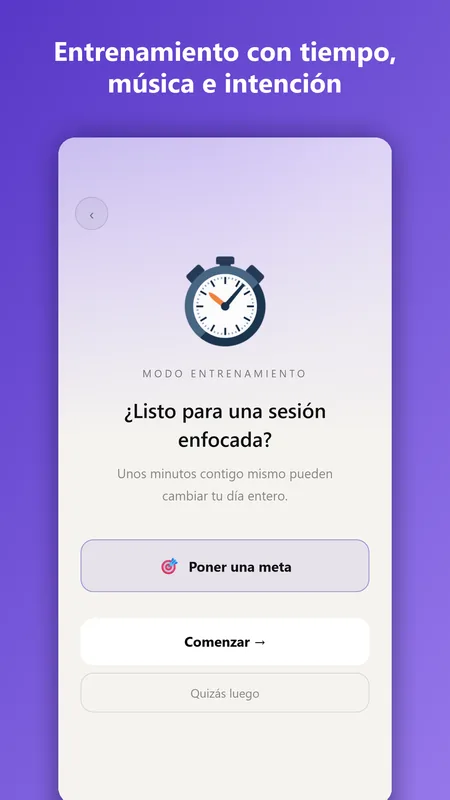 Entrenamiento con tiempo,
música e intención
‹
MODO ENTRENAMIENTO
¿Listo para una sesión
enfocada?
Unos minutos contigo mismo pueden
cambiar tu día entero.
Poner una meta
Comenzar →
Quizás luego